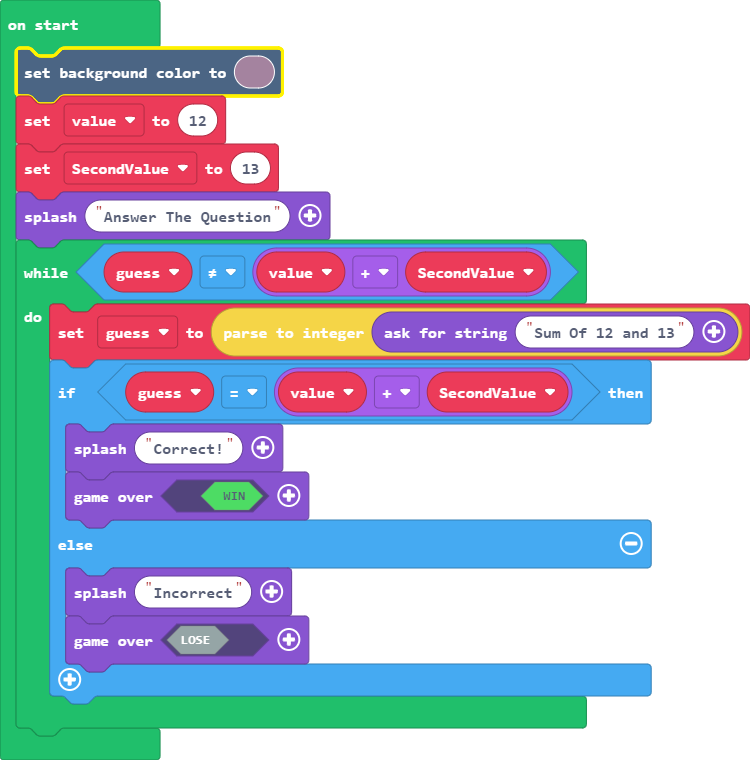 on start
set background color to
set value to 12
set SecondValue to 13
splash "Answer The Question"
while guess ≠ value + SecondValue
do
set guess to parse to integer ask for string "Sum Of 12 and 13"
if guess = value + SecondValue then
splash "Correct!"
game over WIN
else
splash "Incorrect"
game over LOSE